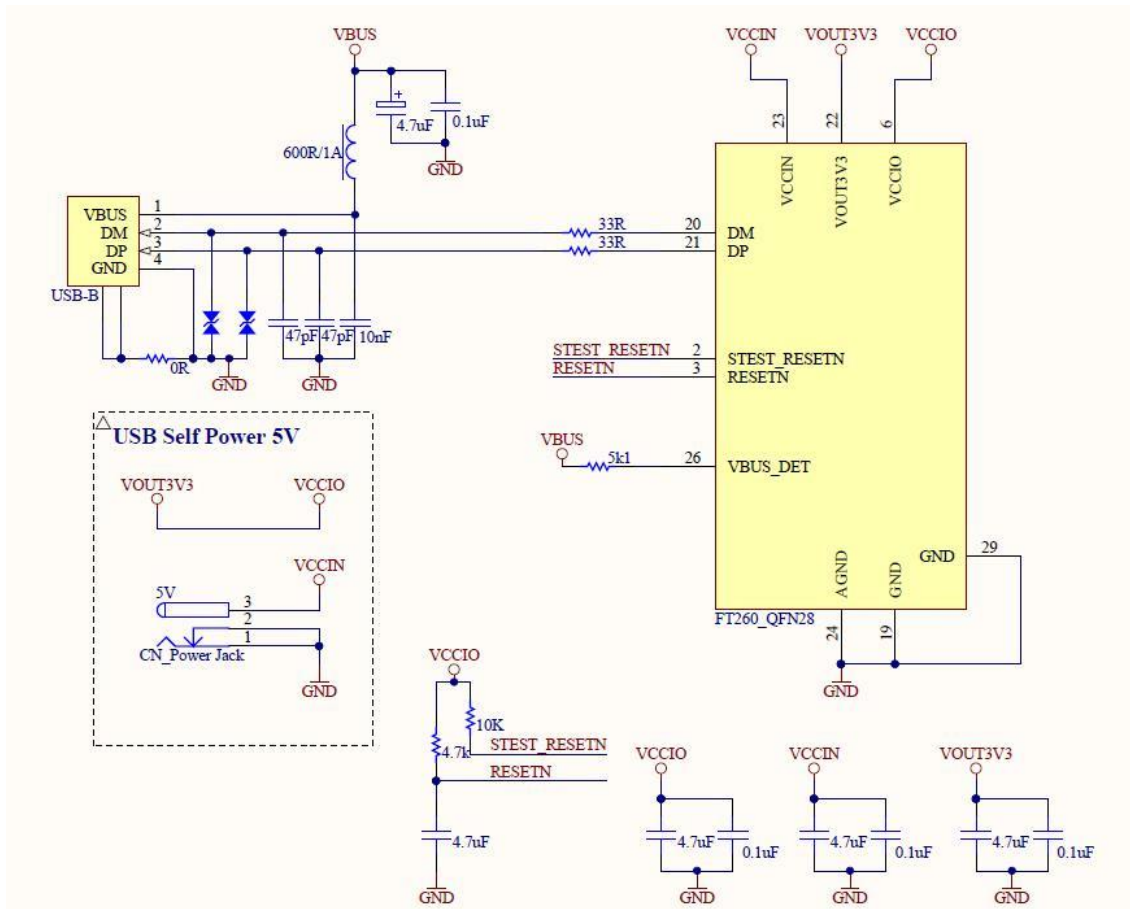 VBUS
VCCIN VOUT3V3 VCCIO
+
4.7uF 0.1uF
23 22 6
600R/1A
GND
VCCIN VOUT3V3 VCCIO
VBUS 1
DM 2 33R 20 DM
DP 3 33R 21 DP
GND 4
USB-B
47pF 47pF 10nF
0R
GND GND
STEST_RESETN 2 STEST_RESETN
RESETN 3 RESETN
USB Self Power 5V
VBUS
5k1 26 VBUS_DET
VOUT3V3 VCCIO
AGND GND GND 29
VCCIN
5V 3
2
1
CN_Power Jack
GND
FT260_QFN28
24 19
GND
VCCIO
10K
4.7k STEST_RESETN
RESETN
4.7uF
GND
VCCIO VCCIN VOUT3V3
4.7uF 0.1uF 4.7uF 0.1uF 4.7uF 0.1uF
GND GND GND